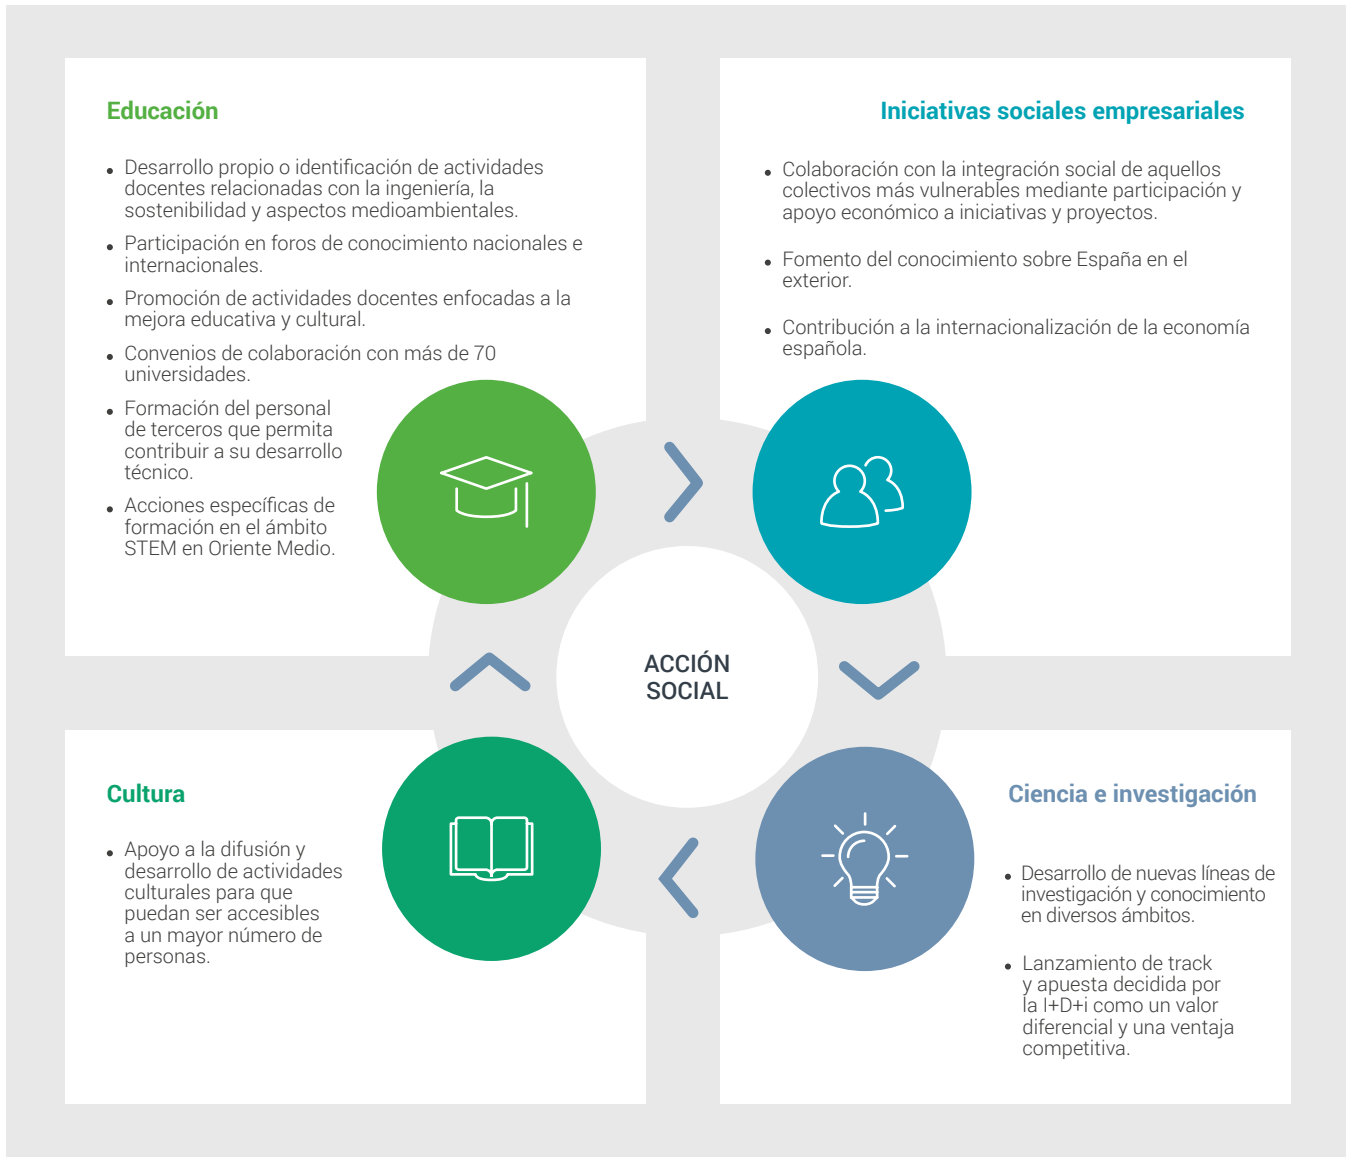 Educación
• Desarrollo propio o identificación de actividades
docentes relacionadas con la ingeniería, la
sostenibilidad y aspectos medioambientales.
• Participación en foros de conocimiento nacionales e
internacionales.
• Promoción de actividades docentes enfocadas a la
mejora educativa y cultural.
• Convenios de colaboración con más de 70
universidades.
• Formación del personal
de terceros que permita
contribuir a su desarrollo
técnico.
• Acciones específicas de
formación en el ámbito
STEM en Oriente Medio.
Iniciativas sociales empresariales
• Colaboración con la integración social de aquellos
colectivos más vulnerables mediante participación y
apoyo económico a iniciativas y proyectos.
• Fomento del conocimiento sobre España en el
exterior.
• Contribución a la internacionalización de la economía
española.
ACCIÓN
SOCIAL
Cultura
• Apoyo a la difusión y
desarrollo de actividades
culturales para que
puedan ser accesibles
a un mayor número de
personas.
Ciencia e investigación
• Desarrollo de nuevas líneas de
investigación y conocimiento
en diversos ámbitos.
• Lanzamiento de track
y apuesta decidida por
la I+D+i como un valor
diferencial y una ventaja
competitiva.